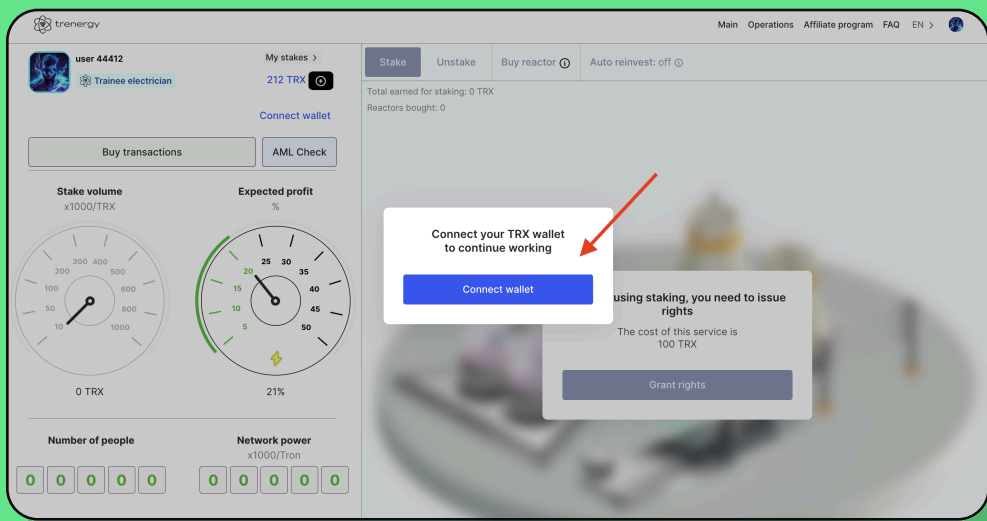 trenergy
Main Operations Affiliate program FAQ EN >
user 44412
Trainee electrician
My stakes >
212 TRX
Connect wallet
Buy transactions
AML Check
Stake volume
x1000/TRX
10 50 100 200 300 400 500 600 800 1000
0 TRX
Expected profit
%
5 10 15 20 25 30 35 40 45 50
21%
Number of people
0 0 0 0 0
Network power
x1000/Tron
0 0 0 0 0
Stake Unstake Buy reactor Auto reinvest: off
Total earned for staking: 0 TRX
Reactors bought: 0
Connect your TRX wallet
to continue working
Connect wallet
using staking, you need to issue
rights
The cost of this service is
100 TRX
Grant rights